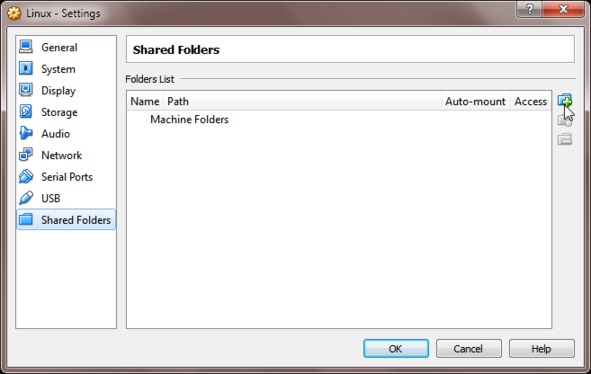 Linux - Settings
General
System
Display
Storage
Audio
Network
Serial Ports
USB
Shared Folders
Shared Folders
Folders List
Name Path Auto-mount Access
Machine Folders
OK Cancel Help